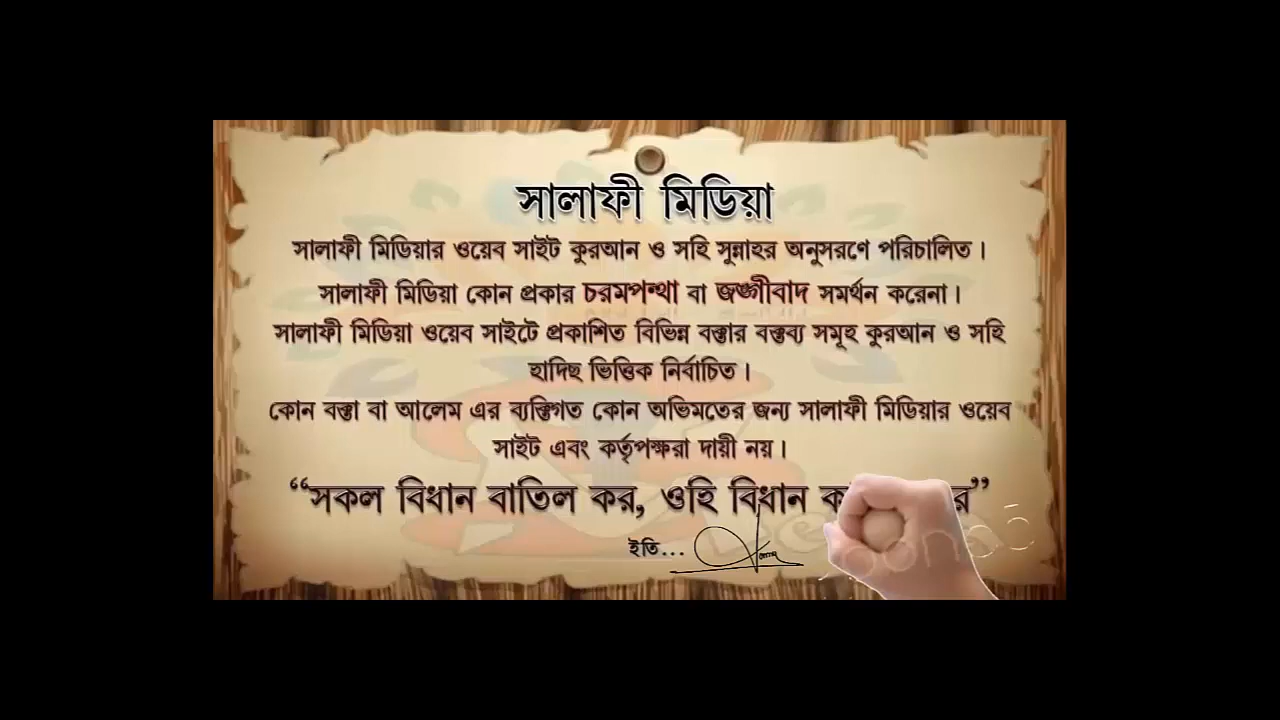 সালাফী মিডিয়া
সালাফী মিডিয়ার ওয়েব সাইট কুরআন ও সহি সুন্নাহর অনুসরণে পরিচালিত।
সালাফী মিডিয়া কোন প্রকার চরমপন্থা বা জঙ্গীবাদ সমর্থন করেনা।
সালাফী মিডিয়া ওয়েব সাইটে প্রকাশিত বিভিন্ন বক্তার বক্তব্য সমূহ কুরআন ও সহি
হাদিছ ভিত্তিক নির্বাচিত।
কোন বক্তা বা আলেম এর ব্যক্তিগত কোন অভিমতের জন্য সালাফী মিডিয়ার ওয়েব
সাইট এবং কর্তৃপক্ষরা দায়ী নয়।
“সকল বিধান বাতিল কর, ওহি বিধান
ইতি...